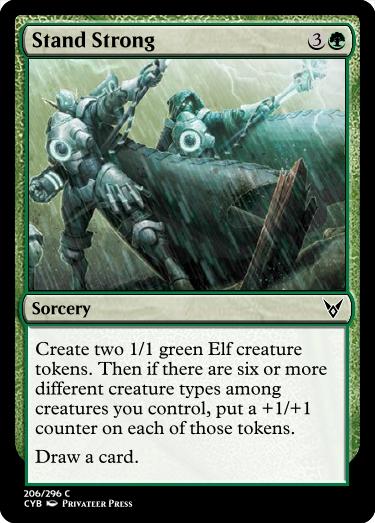 Stand Strong 3
Sorcery
Create two 1/1 green Elf creature
tokens. Then if there are six or more
different creature types among
creatures you control, put a +1/+1
counter on each of those tokens.
Draw a card.
206/296 C
CYB Privateer Press